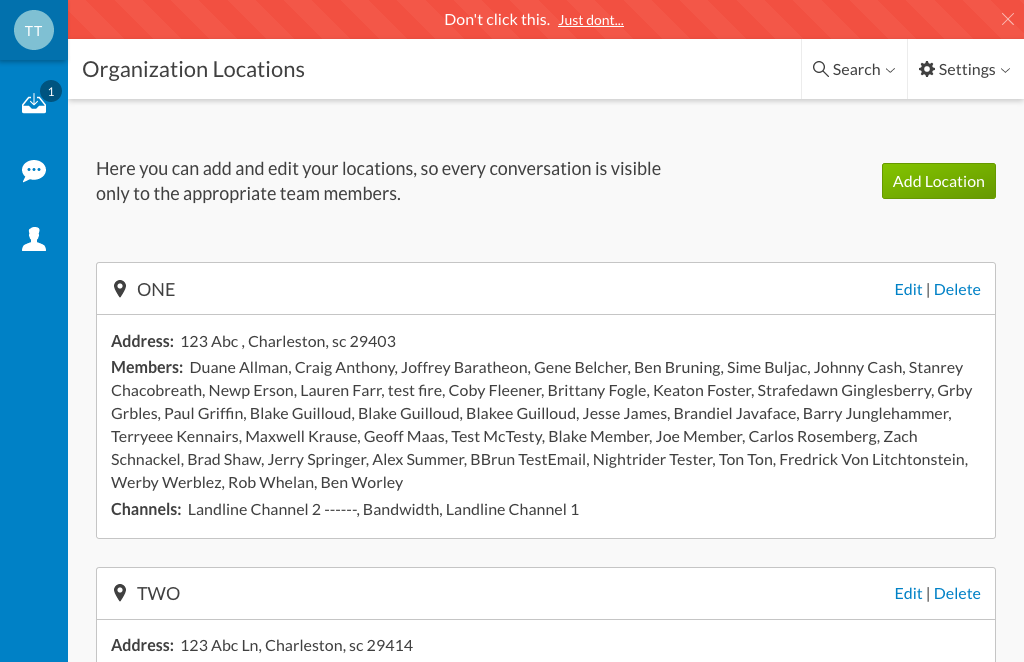 TT
Don't click this. Just dont...
1
Organization Locations
Search
Settings
Here you can add and edit your locations, so every conversation is visible
only to the appropriate team members.
Add Location
ONE
Edit | Delete
Address: 123 Abc , Charleston, sc 29403
Members: Duane Allman, Craig Anthony, Joffrey Baratheon, Gene Belcher, Ben Bruning, Sime Buljac, Johnny Cash, Stanrey
Chacobreath, Newp Erson, Lauren Farr, test fire, Coby Fleener, Brittany Fogle, Keaton Foster, Strafedawn Ginglesberry, Grby
Grbles, Paul Griffin, Blake Guilloud, Blake Guilloud, Blakee Guilloud, Jesse James, Brandiel Javaface, Barry Junglehammer,
Terryeee Kennairs, Maxwell Krause, Geoff Maas, Test McTesty, Blake Member, Joe Member, Carlos Rosemberg, Zach
Schnackel, Brad Shaw, Jerry Springer, Alex Summer, BBrun TestEmail, Nightrider Tester, Ton Ton, Fredrick Von Litchtonstein,
Werby Werblez, Rob Whelan, Ben Worley
Channels: Landline Channel 2 ------, Bandwidth, Landline Channel 1
TWO
Edit | Delete
Address: 123 Abc Ln, Charleston, sc 29414